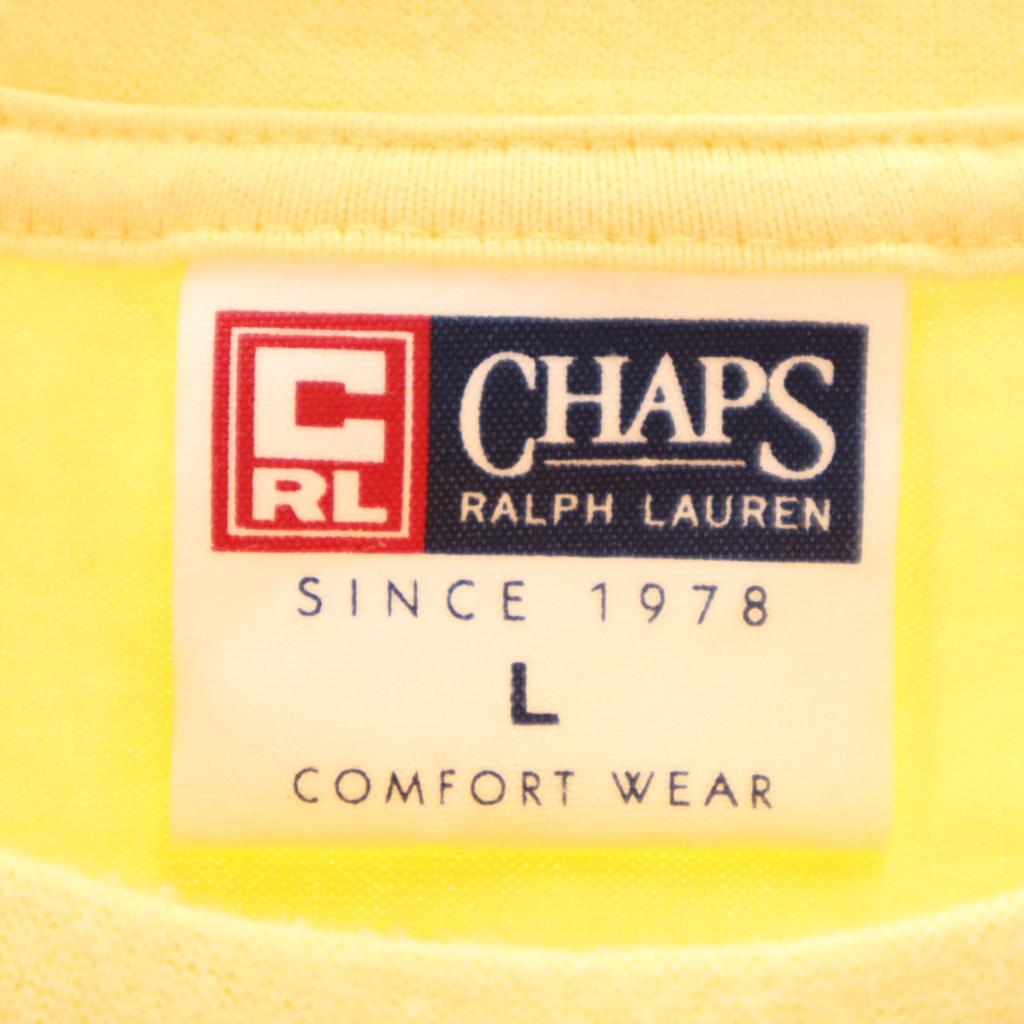 C
RL
CHAPS
RALPH LAUREN
SINCE 1978
L
COMFORT WEAR